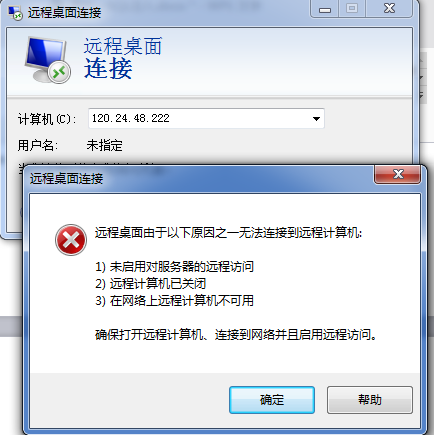 远程桌面连接
远程桌面
连接
计算机(C): 120.24.48.222
用户名: 未指定
远程桌面连接
远程桌面由于以下原因之一无法连接到远程计算机:
1) 未启用对服务器的远程访问
2) 远程计算机已关闭
3) 在网络上远程计算机不可用
确保打开远程计算机、连接到网络并且启用远程访问。
确定 帮助